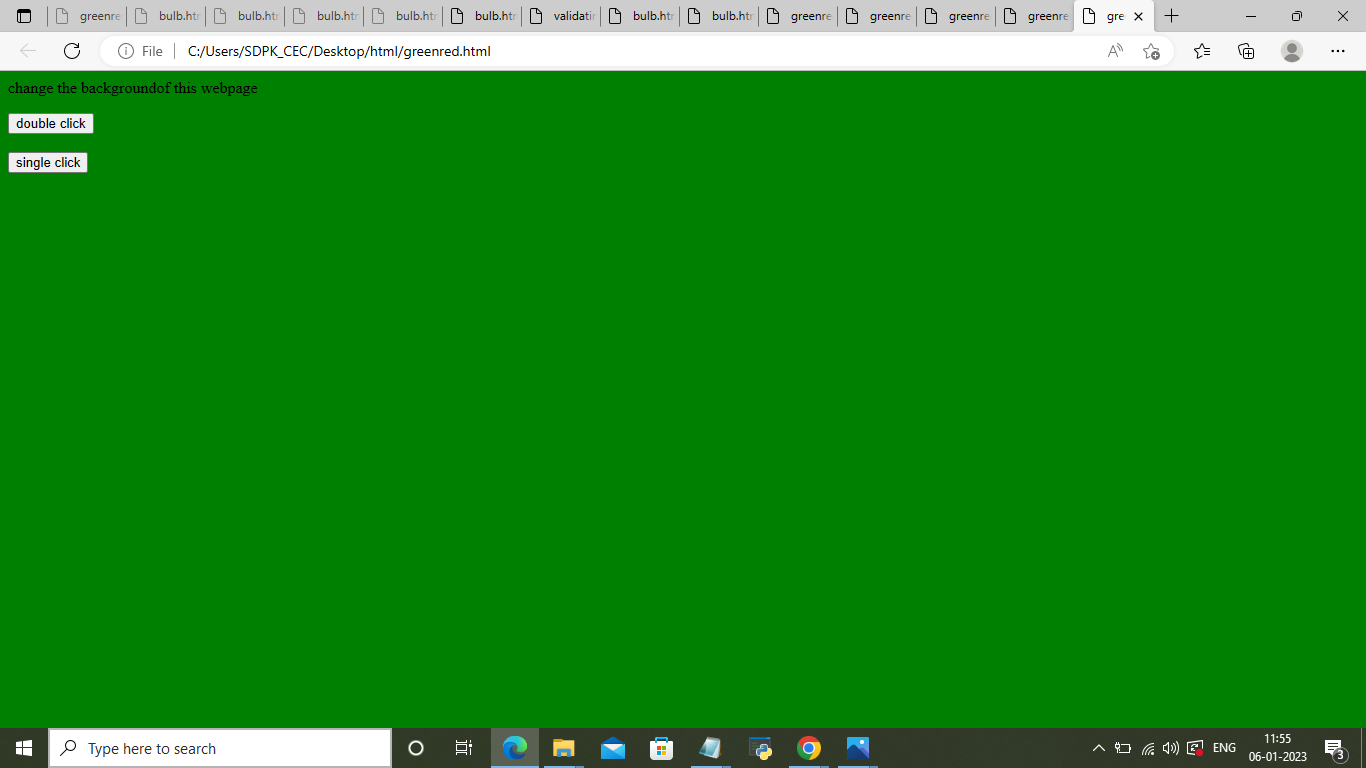 greenre bulb.htr bulb.htr bulb.htr bulb.htr bulb.htr validatin bulb.htr bulb.htr greenre greenre greenre greenre gre
File C:/Users/SDPK_CEC/Desktop/html/greenred.html
change the backgroundof this webpage
double click
single click
Type here to search ENG 11:55
06-01-2023 3